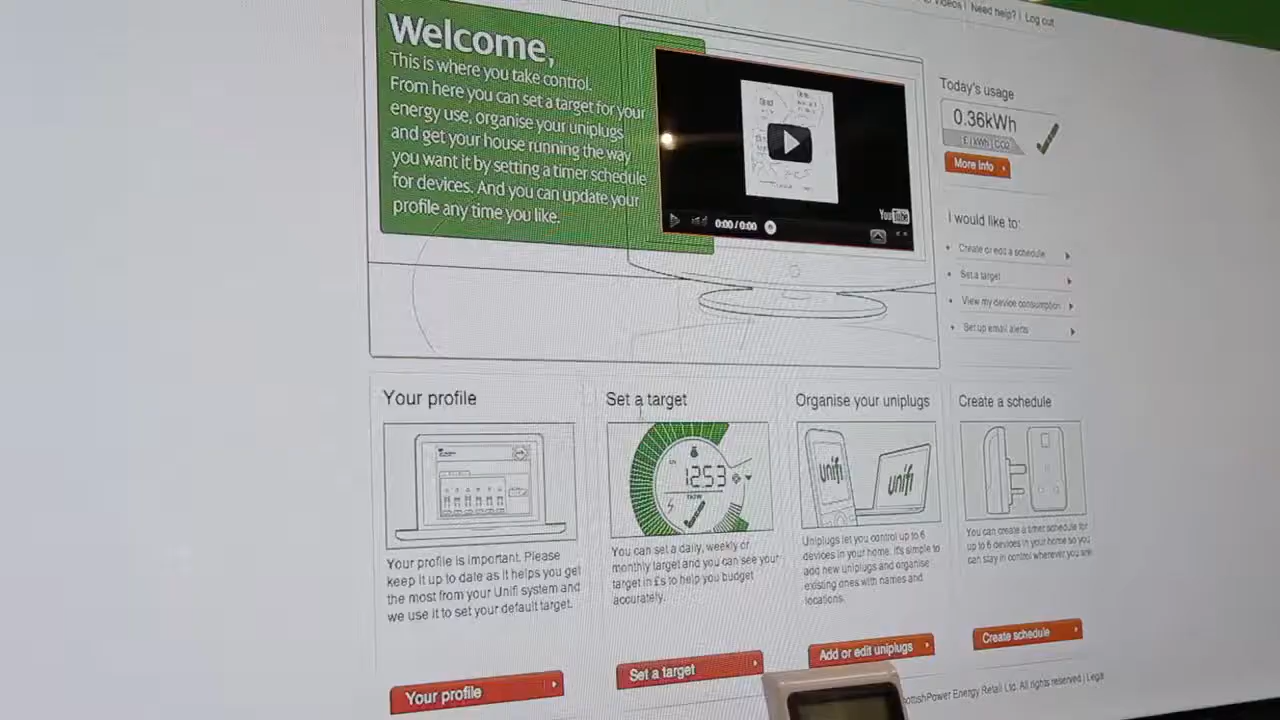 Videos | Need help? | Log out
Welcome,
This is where you take control.
From here you can set a target for your
energy use, organise your uniplugs
and get your house running the way
you want it by setting a timer schedule
for devices. And you can update your
profile any time you like.
YouTube
0:00 / 0:00
Today's usage
0.36kWh
£ | kWh | CO2
More info
I would like to:
Create or edit a schedule
Set a target
View my device consumption
Set up email alerts
Your profile
Set a target
Organise your uniplugs
Create a schedule
12:53
unifi
unifi
Your profile is important. Please
keep it up to date as it helps you get
the most from your Unifi system and
we use it to set your default target.
You can set a daily, weekly or
monthly target and you can see your
target in £s to help you budget
accurately.
Uniplugs let you control up to 6
devices in your home. It's simple to
add new uniplugs and organise
existing ones with names and
locations.
You can create a timer schedule for
up to 6 devices in your home so you
can stay in control wherever you are
Your profile
Set a target
Add or edit uniplugs
Create schedule
ottishPower Energy Retail Ltd. All rights reserved | Legal